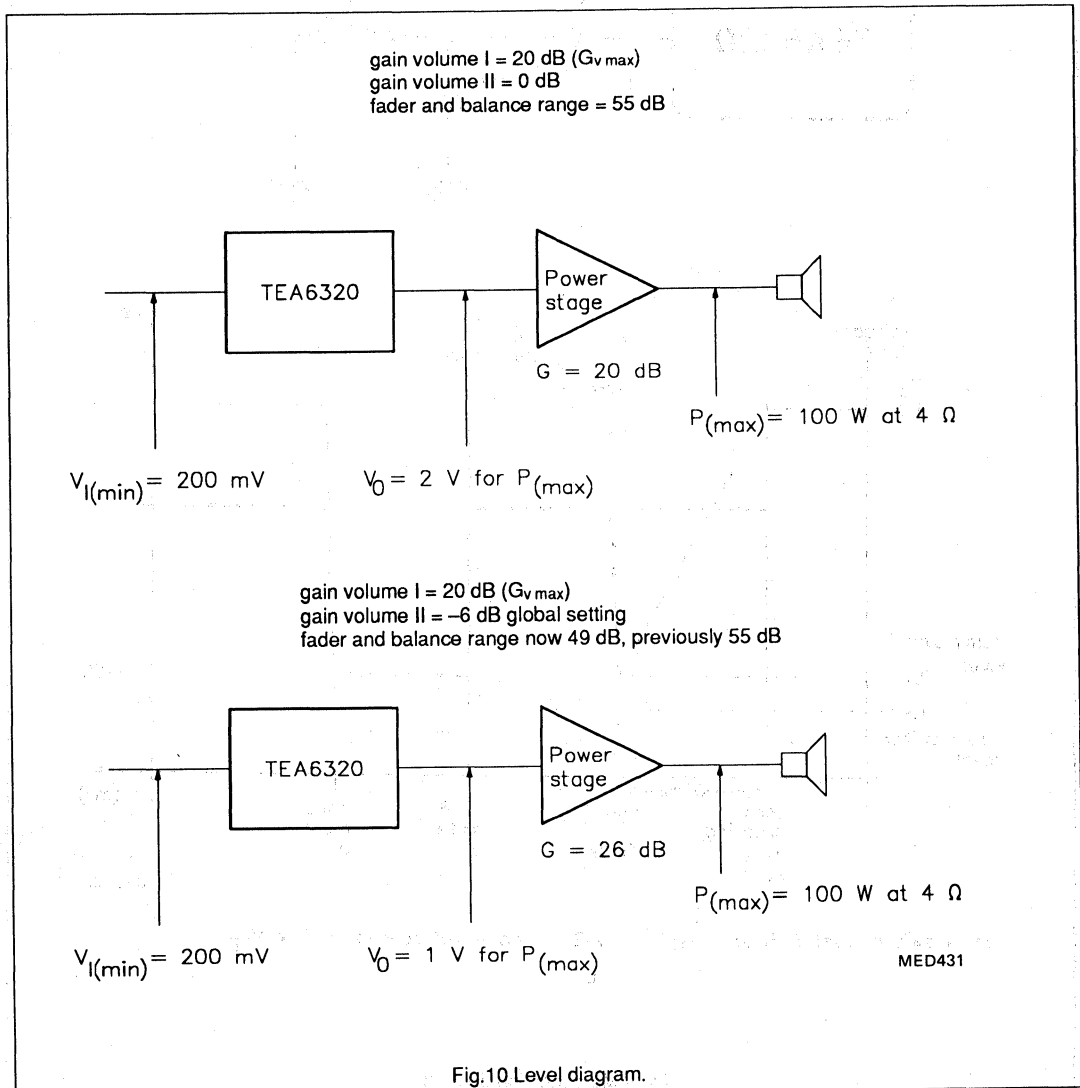 gain volume I = 20 dB (Gv max)
gain volume II = 0 dB
fader and balance range = 55 dB
TEA6320
Power
stage
G = 20 dB
P(max)= 100 W at 4 Ω
VI(min)= 200 mV
VO= 2 V for P(max)
gain volume I = 20 dB (Gv max)
gain volume II = –6 dB global setting
fader and balance range now 49 dB, previously 55 dB
TEA6320
Power
stage
G = 26 dB
P(max)= 100 W at 4 Ω
VI(min)= 200 mV
VO= 1 V for P(max)
MED431
Fig.10 Level diagram.